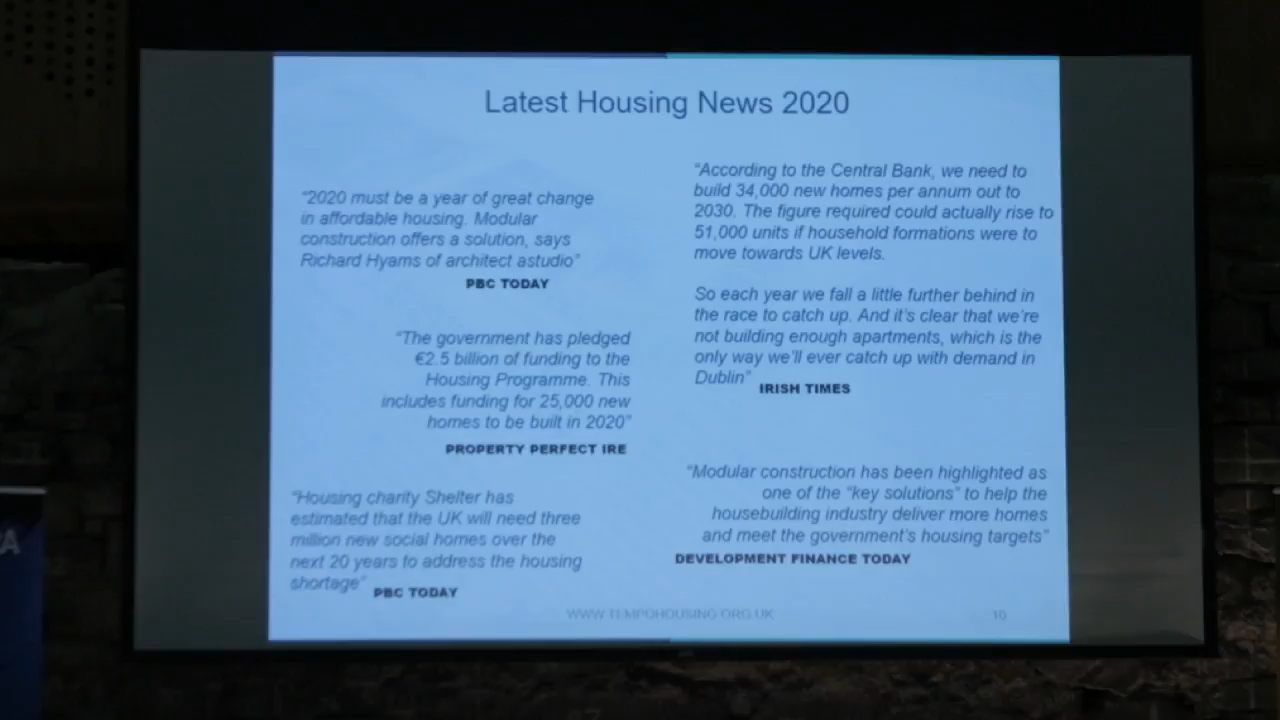 Latest Housing News 2020
“2020 must be a year of great change
in affordable housing. Modular
construction offers a solution, says
Richard Hyams of architect astudio”
PBC TODAY
“The government has pledged
€2.5 billion of funding to the
Housing Programme. This
includes funding for 25,000 new
homes to be built in 2020”
PROPERTY PERFECT IRE
“Housing charity Shelter has
estimated that the UK will need three
million new social homes over the
next 20 years to address the housing
shortage”
PBC TODAY
“According to the Central Bank, we need to
build 34,000 new homes per annum out to
2030. The figure required could actually rise to
51,000 units if household formations were to
move towards UK levels.
So each year we fall a little further behind in
the race to catch up. And it’s clear that we’re
not building enough apartments, which is the
only way we’ll ever catch up with demand in
Dublin”
IRISH TIMES
“Modular construction has been highlighted as
one of the “key solutions” to help the
housebuilding industry deliver more homes
and meet the government’s housing targets”
DEVELOPMENT FINANCE TODAY
WWW.TEMPOHOUSING.ORG.UK
10